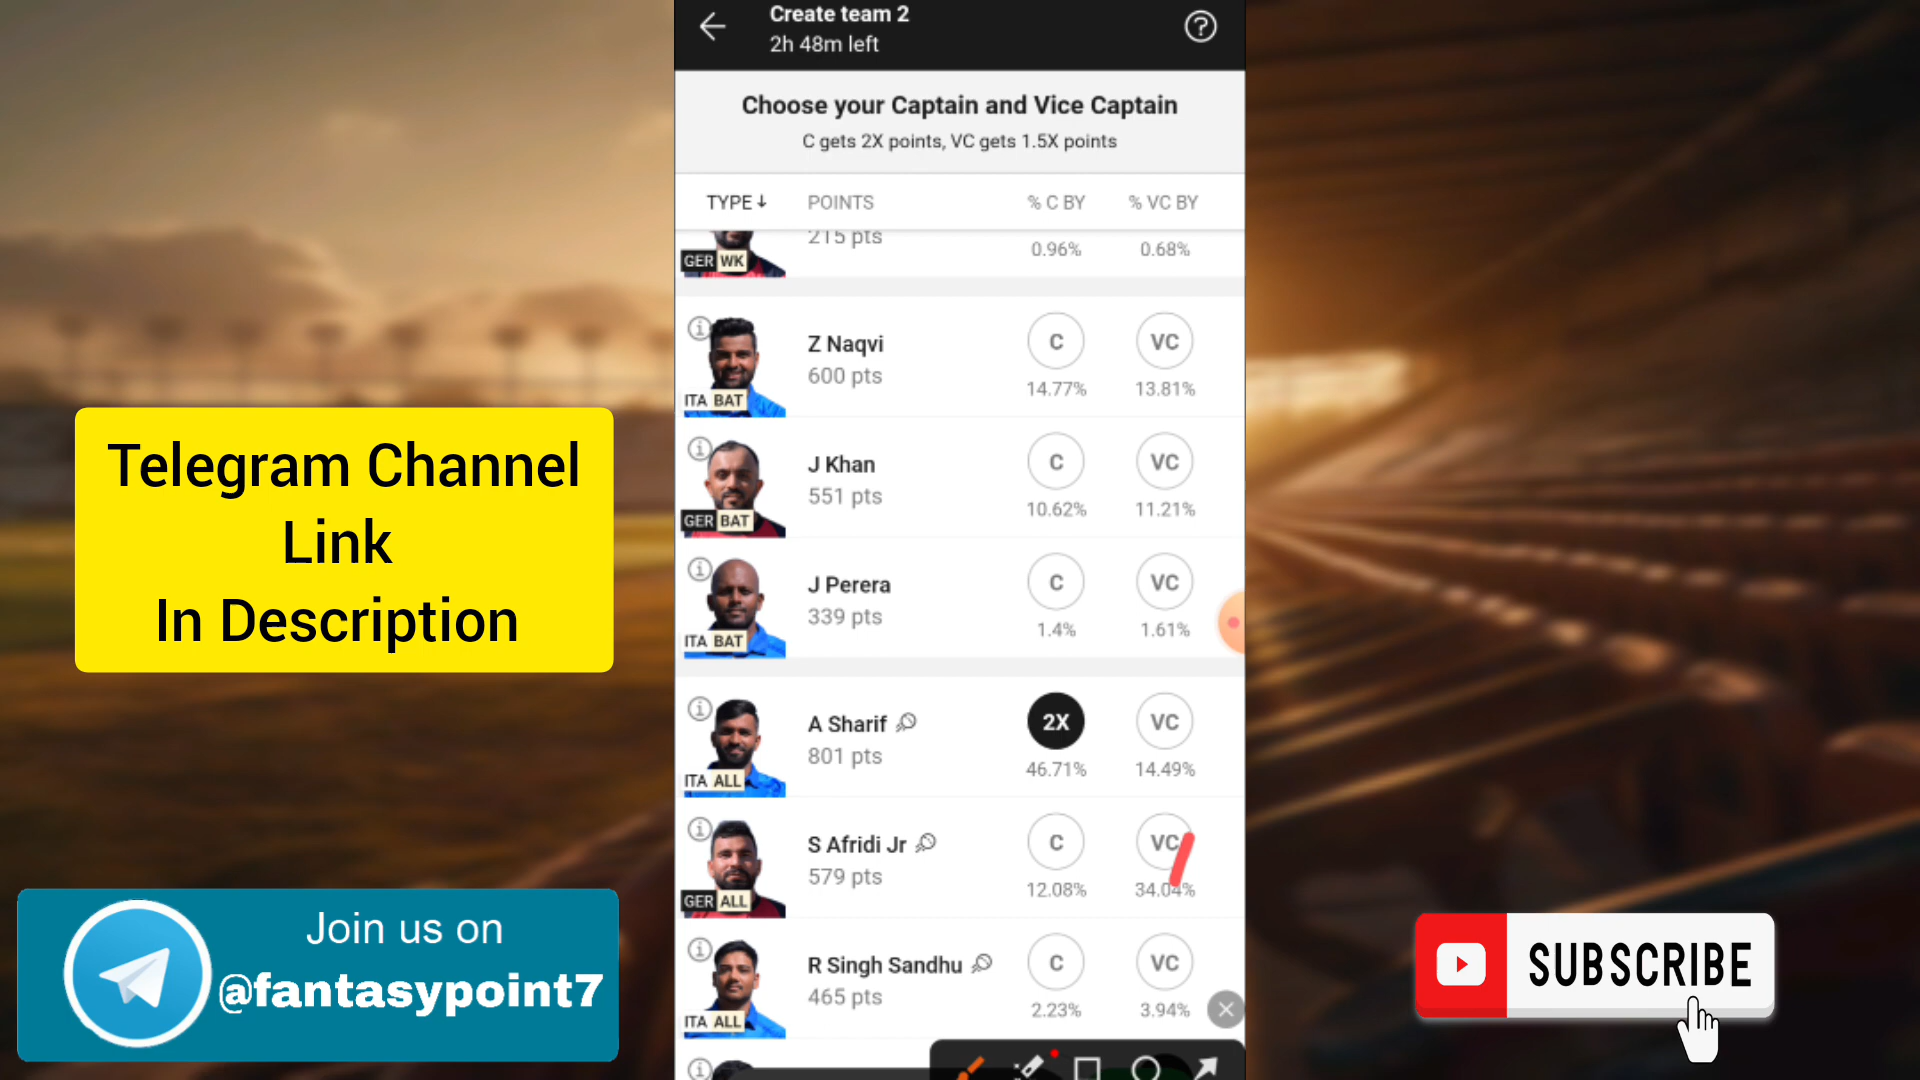 Create team 2
2h 48m left
Choose your Captain and Vice Captain
C gets 2X points, VC gets 1.5X points
TYPE↓ POINTS % C BY % VC BY
215 pts 0.96% 0.68%
GER WK
Z Naqvi C VC
600 pts 14.77% 13.81%
ITA BAT
J Khan C VC
551 pts 10.62% 11.21%
GER BAT
J Perera C VC
339 pts 1.4% 1.61%
ITA BAT
A Sharif 2X VC
801 pts 46.71% 14.49%
ITA ALL
S Afridi Jr C VC
579 pts 12.08% 34.04%
GER ALL
R Singh Sandhu C VC
465 pts 2.23% 3.94%
ITA ALL
Telegram Channel
Link
In Description
Join us on
@fantasypoint7
SUBSCRIBE